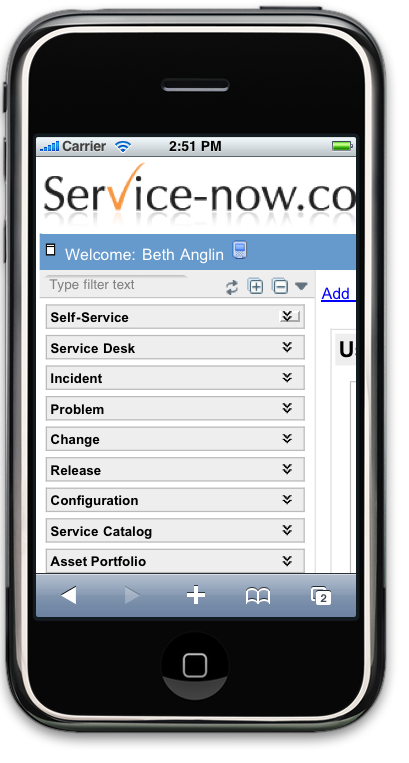 Carrier 2:51 PM
Service-now.co
Welcome: Beth Anglin
Type filter text
Add
Self-Service
U
Service Desk
Incident
Problem
Change
Release
Configuration
Service Catalog
Asset Portfolio
2